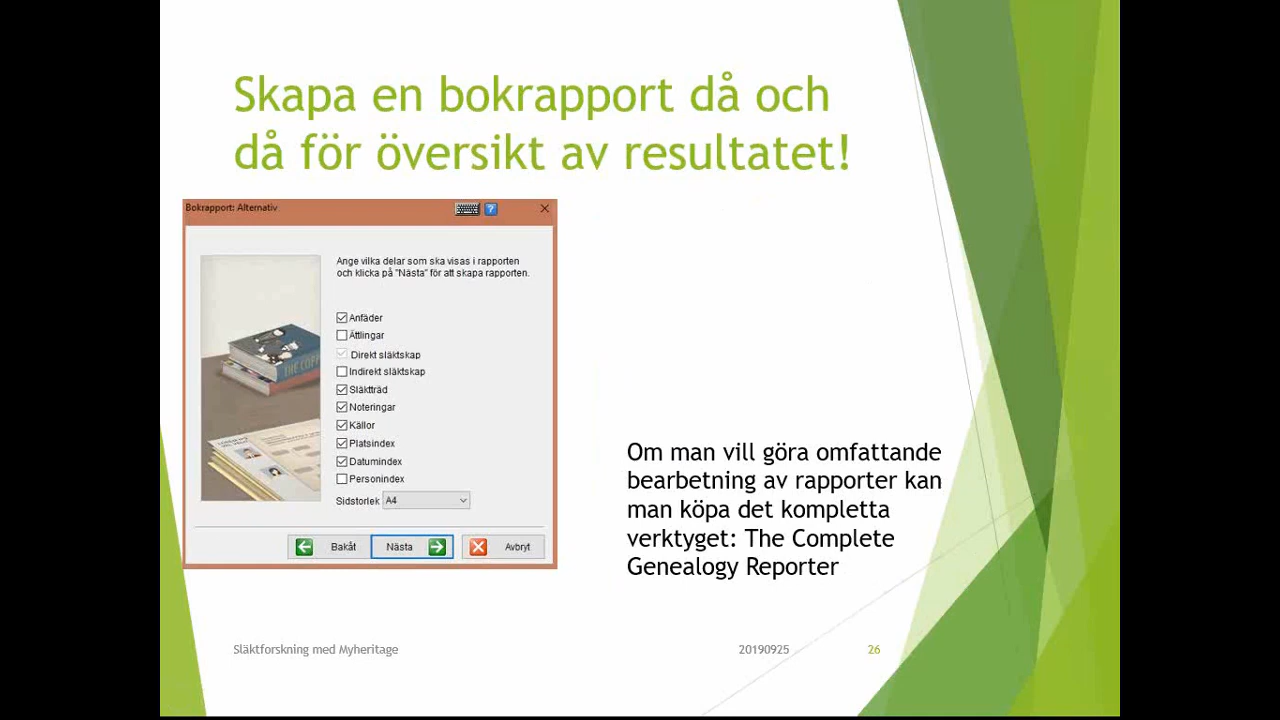 Skapa en bokrapport då och
då för översikt av resultatet!
Bokrapport: Alternativ
Ange vilka delar som ska visas i rapporten
och klicka på "Nästa" för att skapa rapporten.
Anfäder
Ättlingar
Direkt släktskap
Indirekt släktskap
Släktträd
Noteringar
Källor
Platsindex
Datumindex
Personindex
Sidstorlek A4
Bakåt
Nästa
Avbryt
Om man vill göra omfattande
bearbetning av rapporter kan
man köpa det kompletta
verktyget: The Complete
Genealogy Reporter
Släktforskning med Myheritage
20190925
26